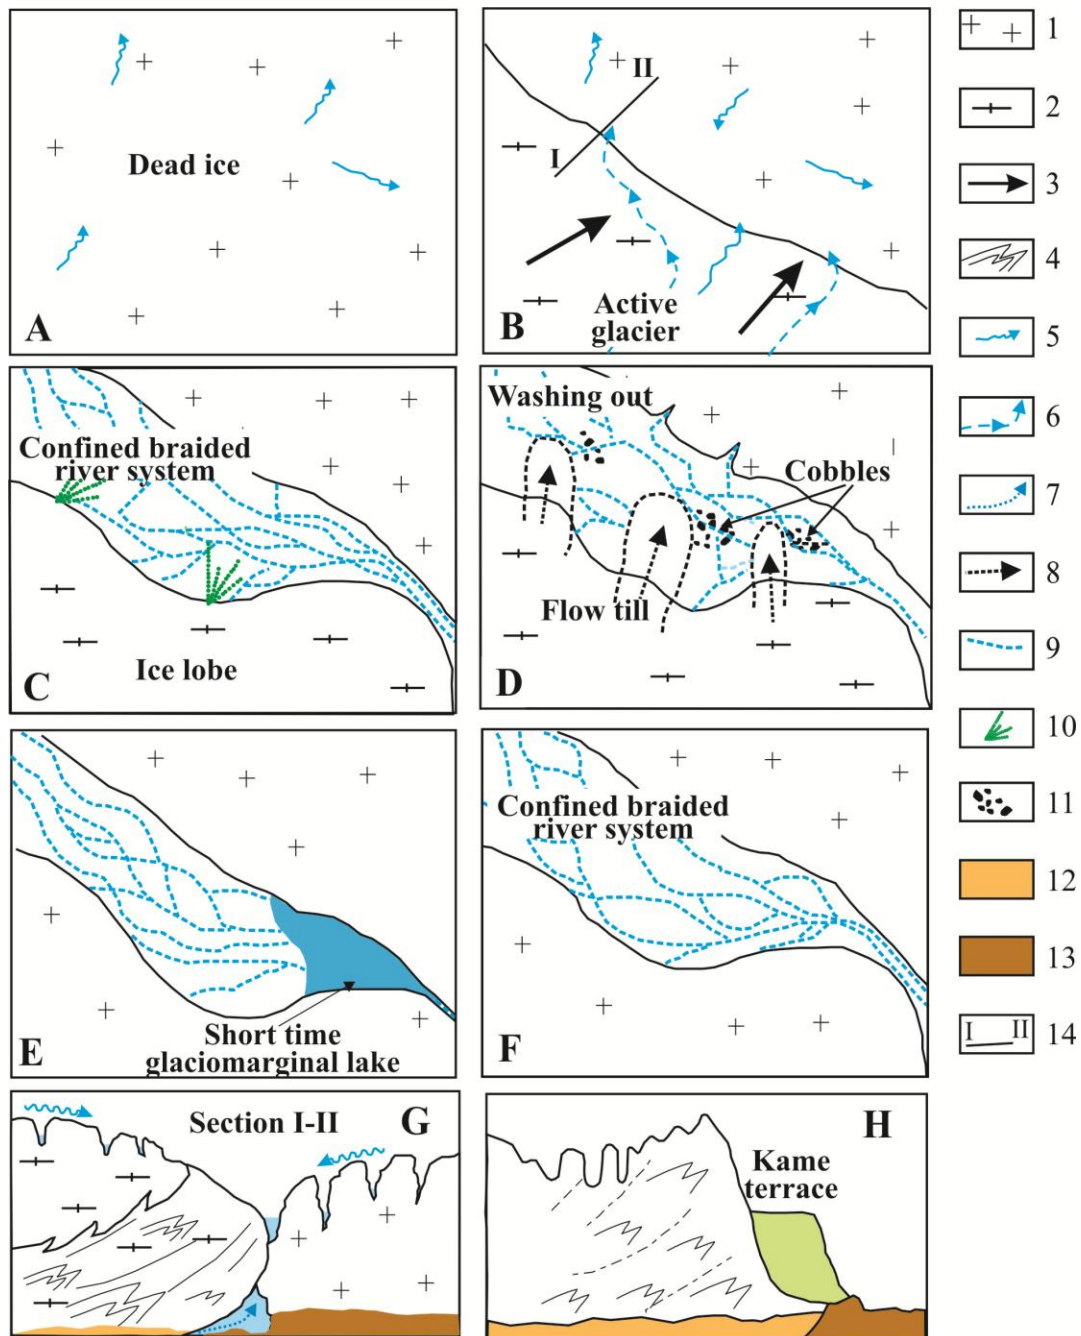 Dead ice
A
II
I
Active
glacier
B
Confined braided
river system
Ice lobe
C
Washing out
Cobbles
Flow till
D
Short time
glaciomarginal lake
E
Confined braided
river system
F
Section I-II
G
H
Kame
terrace
1
2
3
4
5
6
7
8
9
10
11
12
13
I II
14